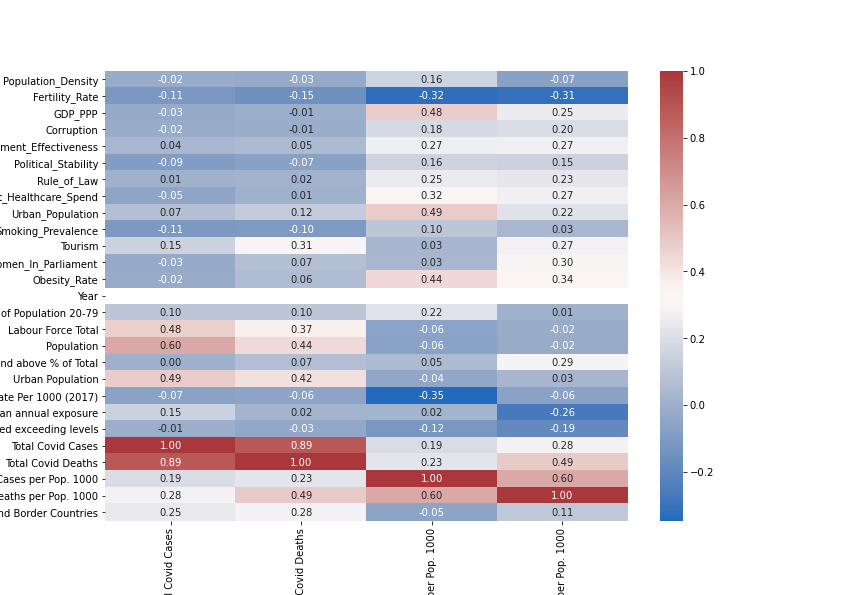 Population_Density -0.02 -0.03 0.16 -0.07
Fertility_Rate -0.11 -0.15 -0.32 -0.31
GDP_PPP -0.03 -0.01 0.48 0.25
Corruption -0.02 -0.01 0.18 0.20
ment_Effectiveness 0.04 0.05 0.27 0.27
Political_Stability -0.09 -0.07 0.16 0.15
Rule_of_Law 0.01 0.02 0.25 0.23
_Healthcare_Spend -0.05 0.01 0.32 0.27
Urban_Population 0.07 0.12 0.49 0.22
Smoking_Prevalence -0.11 -0.10 0.10 0.03
Tourism 0.15 0.31 0.03 0.27
omen_In_Parliament -0.03 0.07 0.03 0.30
Obesity_Rate -0.02 0.06 0.44 0.34
Year
of Population 20-79 0.10 0.10 0.22 0.01
Labour Force Total 0.48 0.37 -0.06 -0.02
Population 0.60 0.44 -0.06 -0.02
nd above % of Total 0.00 0.07 0.05 0.29
Urban Population 0.49 0.42 -0.04 0.03
ate Per 1000 (2017) -0.07 -0.06 -0.35 -0.06
an annual exposure 0.15 0.02 0.02 -0.26
ed exceeding levels -0.01 -0.03 -0.12 -0.19
Total Covid Cases 1.00 0.89 0.19 0.28
Total Covid Deaths 0.89 1.00 0.23 0.49
Cases per Pop. 1000 0.19 0.23 1.00 0.60
eaths per Pop. 1000 0.28 0.49 0.60 1.00
nd Border Countries 0.25 0.28 -0.05 0.11
l Covid Cases
Covid Deaths
per Pop. 1000
per Pop. 1000
1.0
0.8
0.6
0.4
0.2
0.0
−0.2